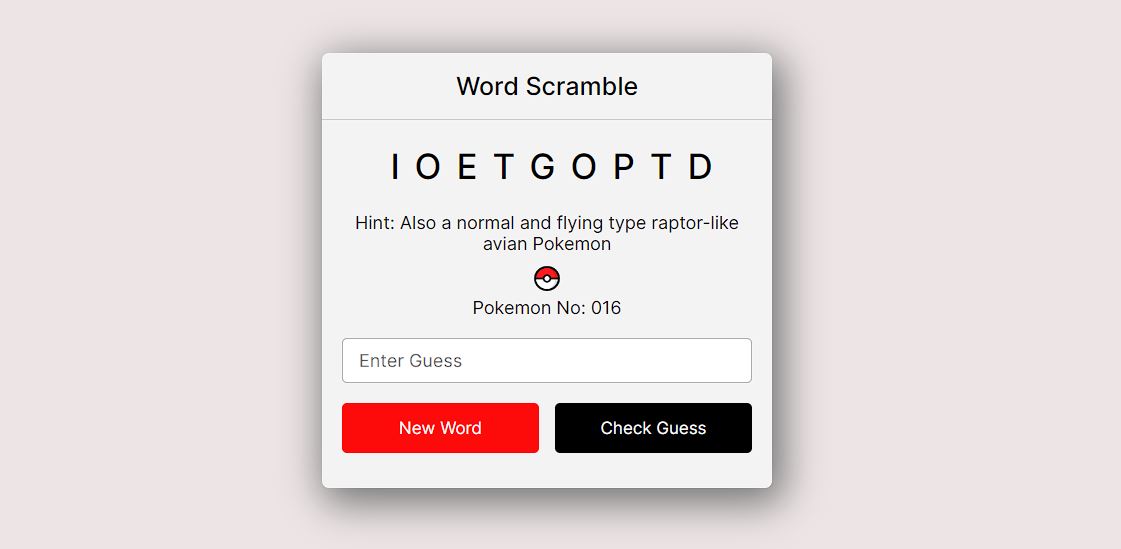 Word Scramble
I O E T G O P T D
Hint: Also a normal and flying type raptor-like
avian Pokemon
Pokemon No: 016
Enter Guess
New Word Check Guess